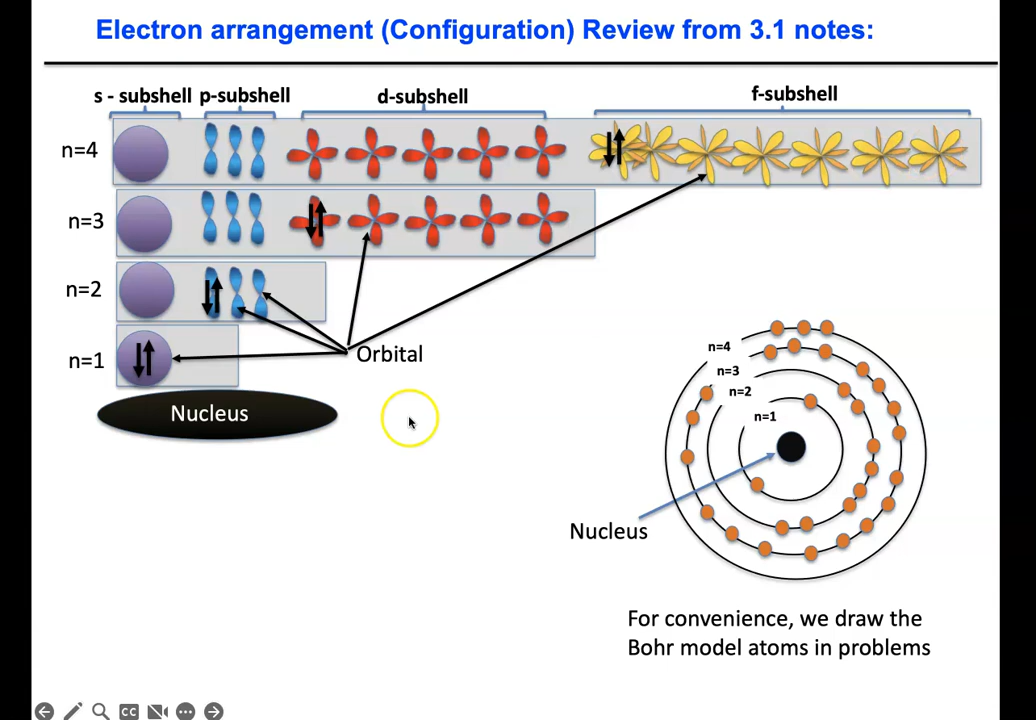 Electron arrangement (Configuration) Review from 3.1 notes:
s - subshell p-subshell d-subshell f-subshell
n=4
n=3
n=2
n=1
Orbital
Nucleus
n=4
n=3
n=2
n=1
Nucleus
For convenience, we draw the
Bohr model atoms in problems
CC